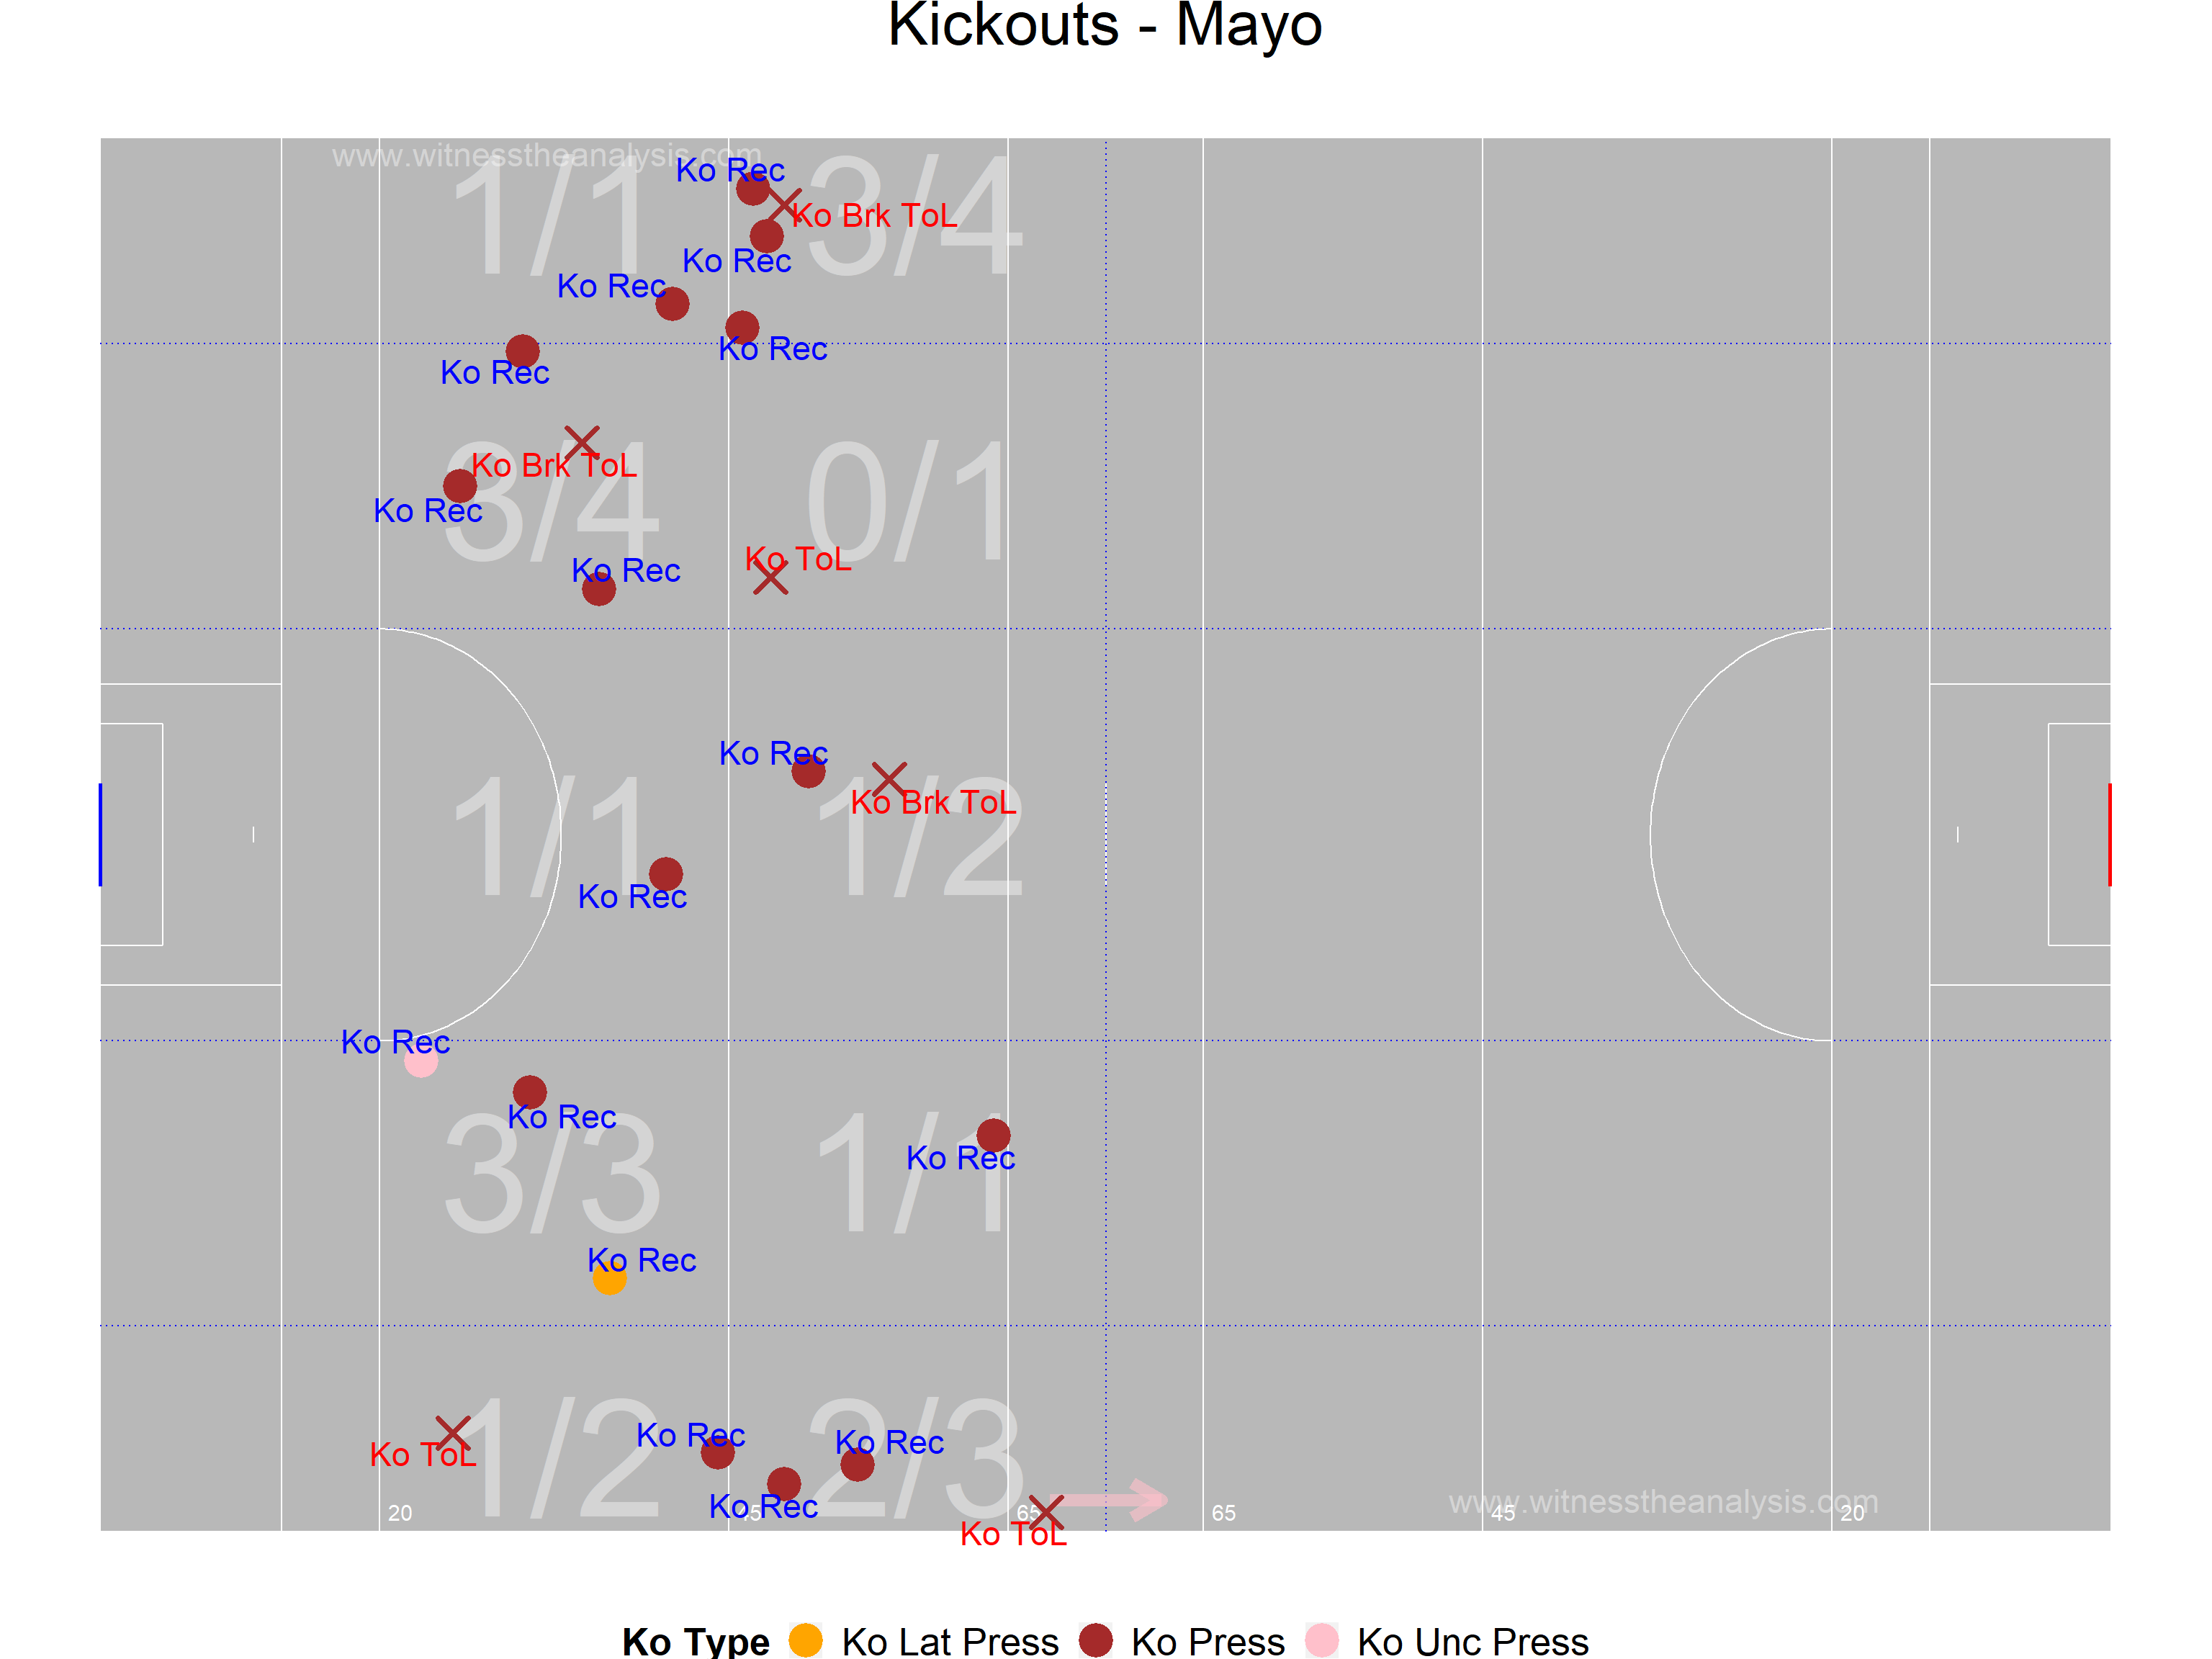 Kickouts - Mayo
www.witnesstheanalysis.com
1/1
3/4
Ko Rec
Ko Brk ToL
Ko Rec
Ko Rec
Ko Rec
Ko Rec
Ko Brk ToL
3/4
0/1
Ko Rec
Ko ToL
Ko Rec
Ko Rec
Ko Brk ToL
1/1
1/2
Ko Rec
Ko Rec
Ko Rec
Ko Rec
3/3
1/1
Ko Rec
Ko ToL
1/2
2/3
Ko Rec
Ko Rec
Ko Rec
Ko ToL
www.witnesstheanalysis.com
20
45
65
65
45
20
Ko Type
Ko Lat Press
Ko Press
Ko Unc Press